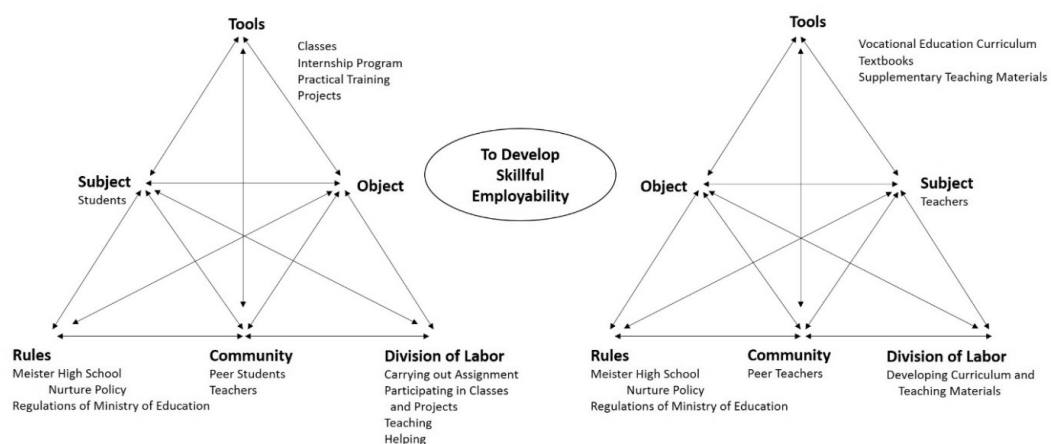 Tools
Classes
Internship Program
Practical Training
Projects
Subject
Students
Object
Rules
Meister High School
Nurture Policy
Regulations of Ministry of Education
Community
Peer Students
Teachers
Division of Labor
Carrying out Assignment
Participating in Classes
and Projects
Teaching
Helping
To Develop
Skillful
Employability
Tools
Vocational Education Curriculum
Textbooks
Supplementary Teaching Materials
Object
Subject
Teachers
Rules
Meister High School
Nurture Policy
Regulations of Ministry of Education
Community
Peer Teachers
Division of Labor
Developing Curriculum and
Teaching Materials